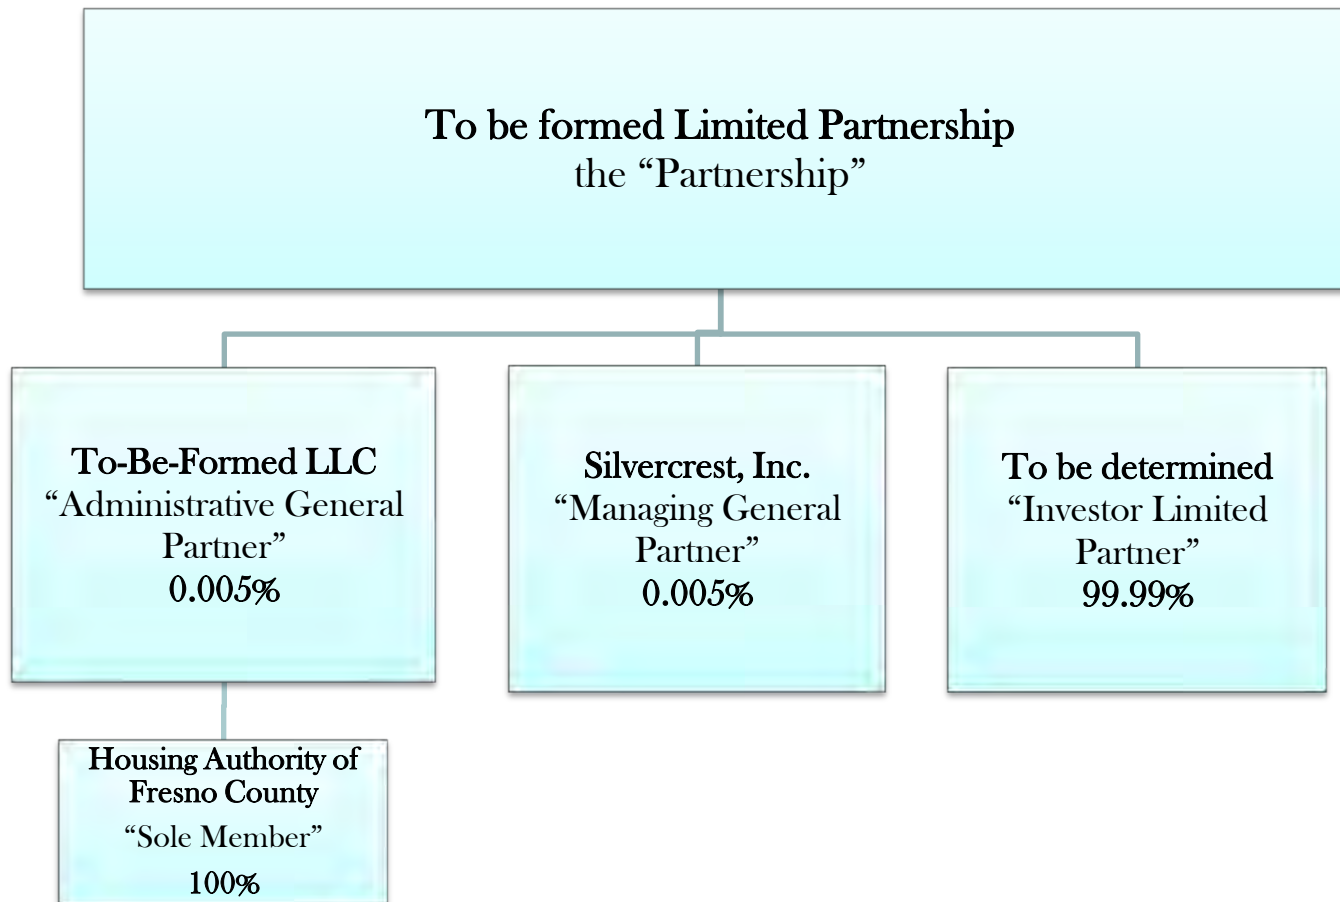 To be formed Limited Partnership
the “Partnership”
To-Be-Formed LLC
“Administrative General
Partner”
0.005%
Silvercrest, Inc.
“Managing General
Partner”
0.005%
To be determined
“Investor Limited
Partner”
99.99%
Housing Authority of
Fresno County
“Sole Member”
100%